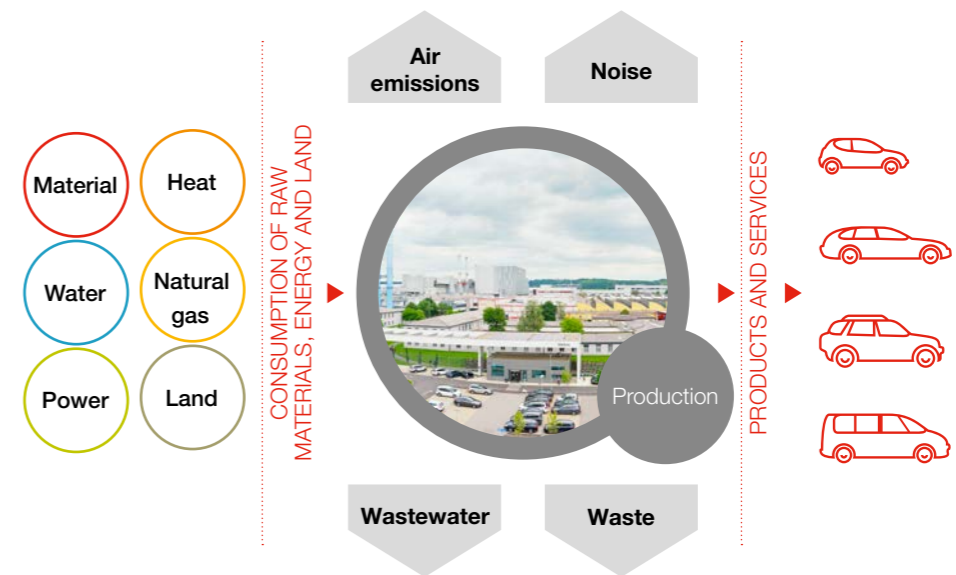 Air
emissions
Noise
Material
Heat
Water
Natural
gas
Power
Land
CONSUMPTION OF RAW
MATERIALS, ENERGY AND LAND
Production
PRODUCTS AND SERVICES
Wastewater
Waste